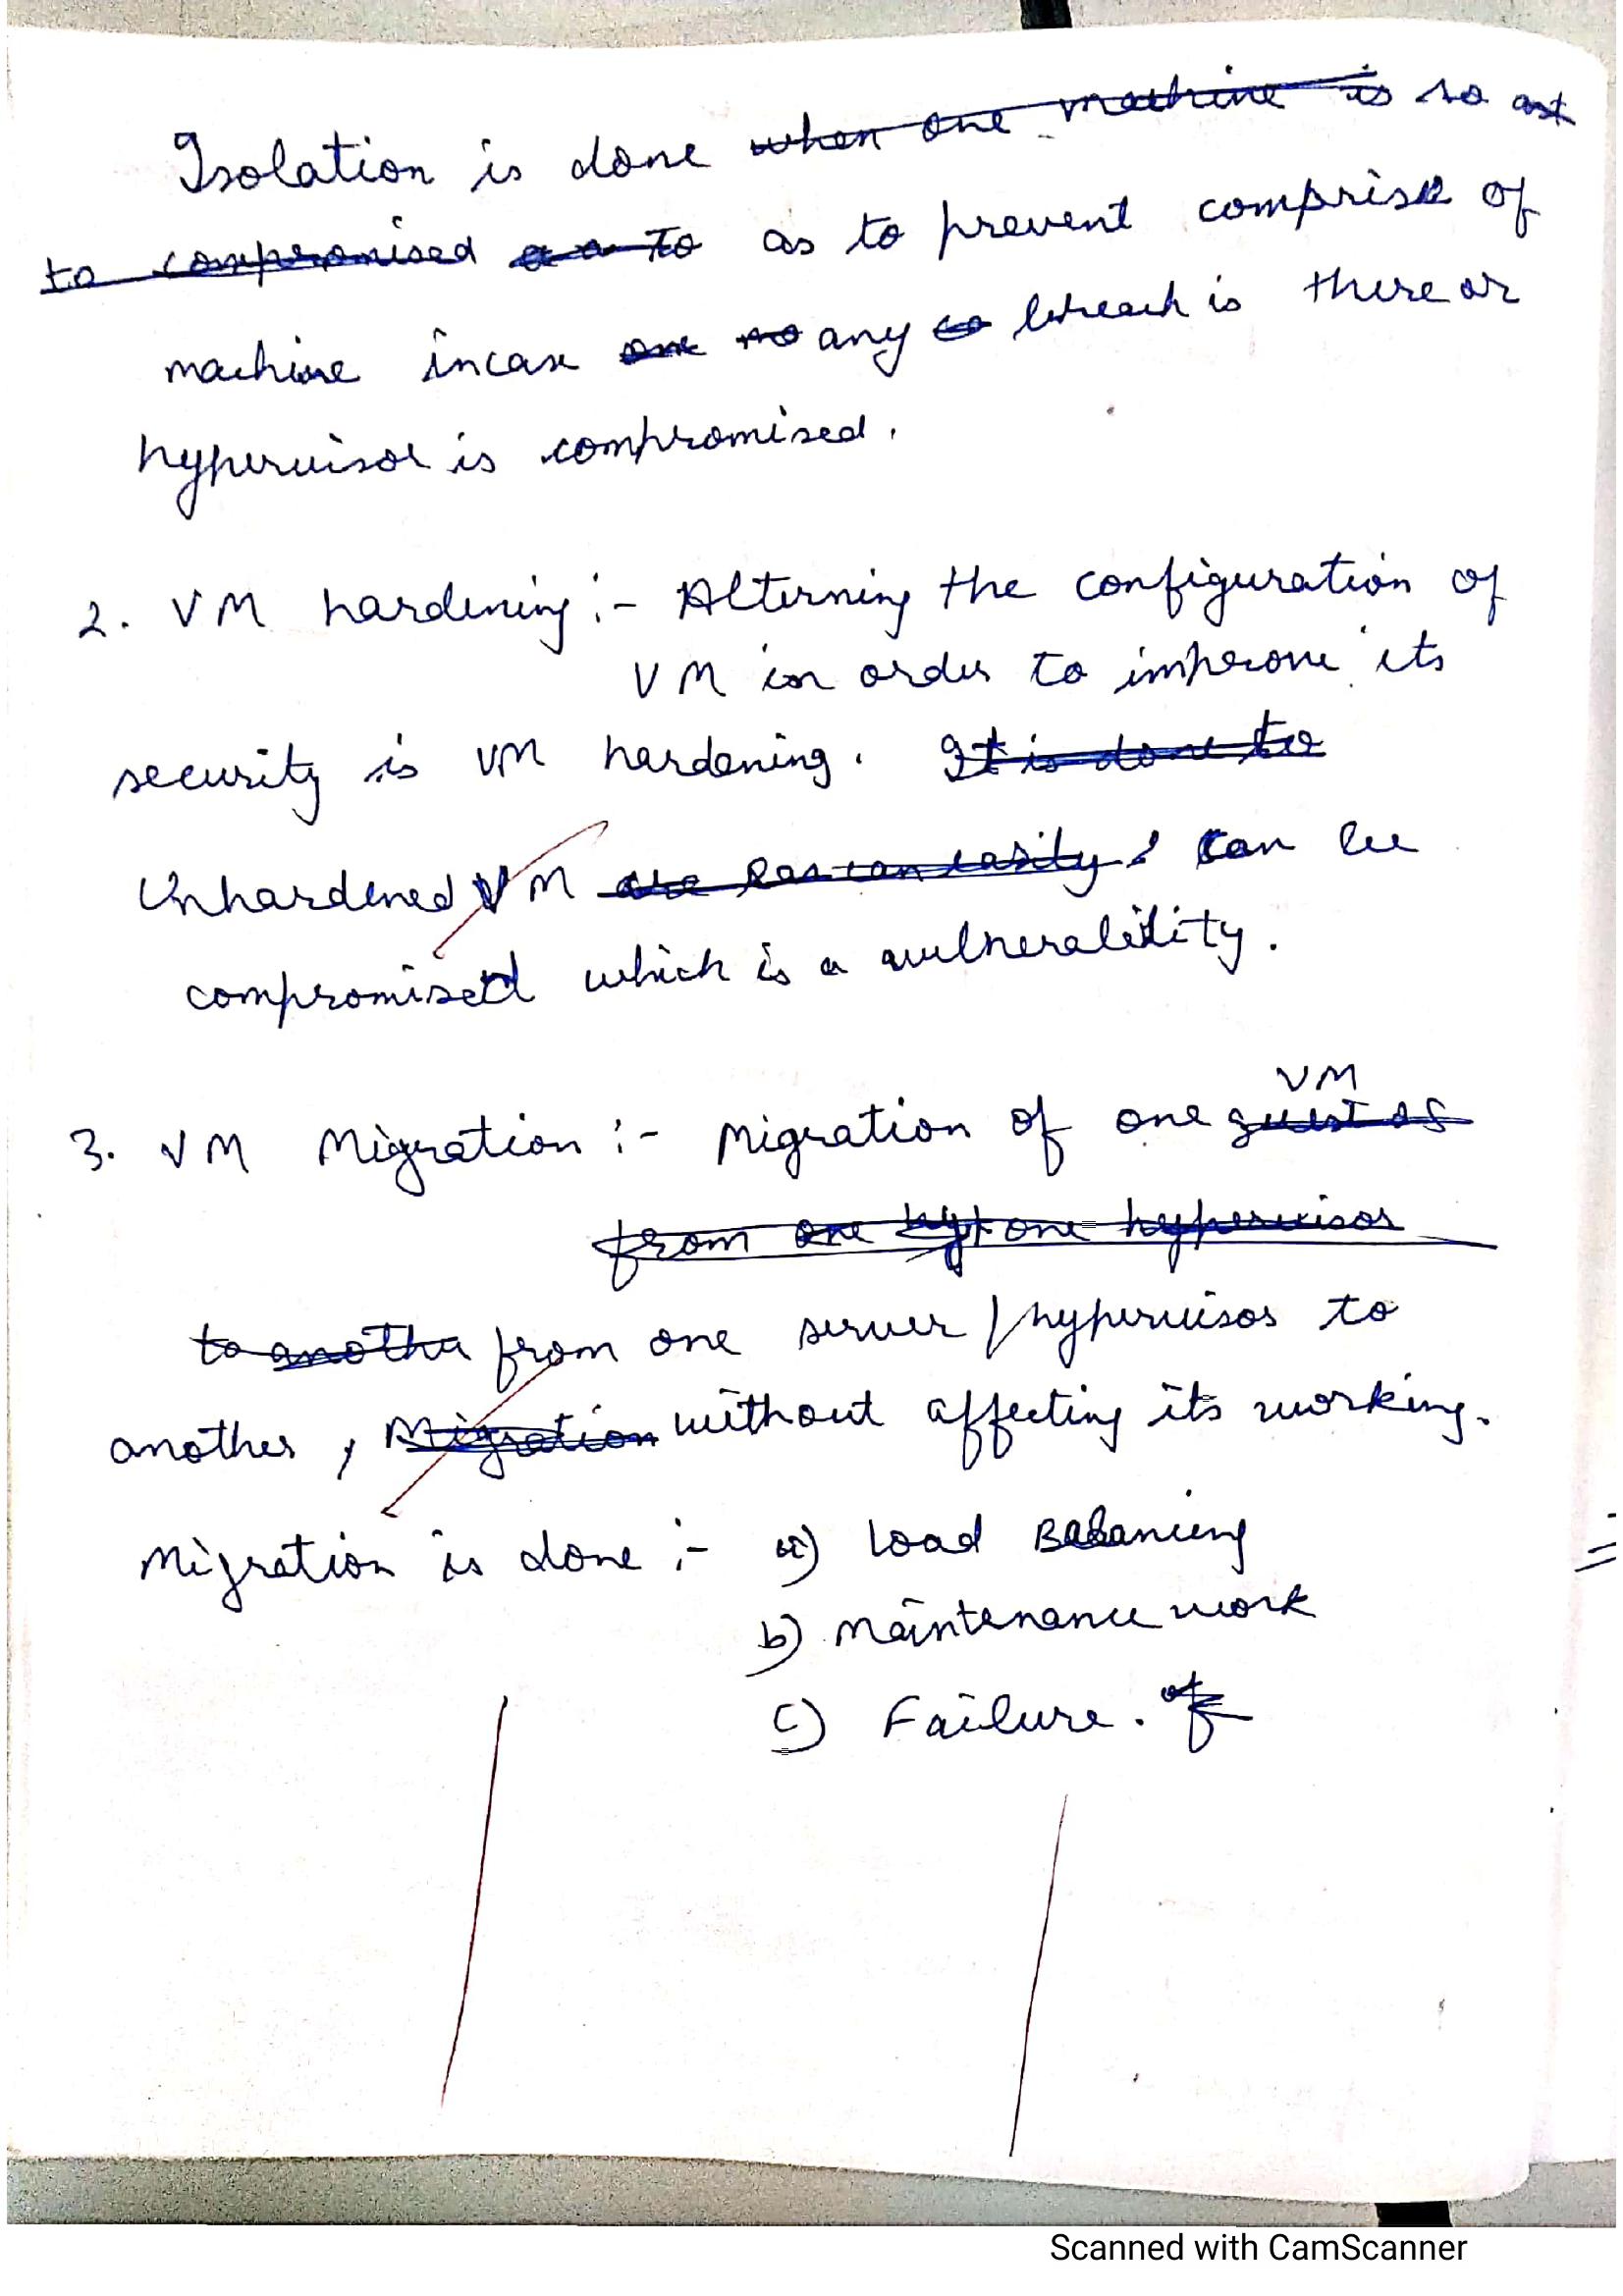 Isolation is done when one machine is so ast
to compromised a a To as to prevent comprise of
machine incase one no any co breach is there or
hypervisor is compromised.
2. VM hardening :- Alterning the configuration of
VM in order to improve its
security is VM hardening. It is done to
Unhardened VM are can easily can be
compromised which is a vulnerability.
VM
3. VM Migration :- Migration of one guest os
from one hyt one hypervisor
to another from one server / hypervisor to
another, Migration without affecting its working.
Migration is done :- a) Load Balancing
b) Maintenance work
c) Failure. of
Scanned with CamScanner